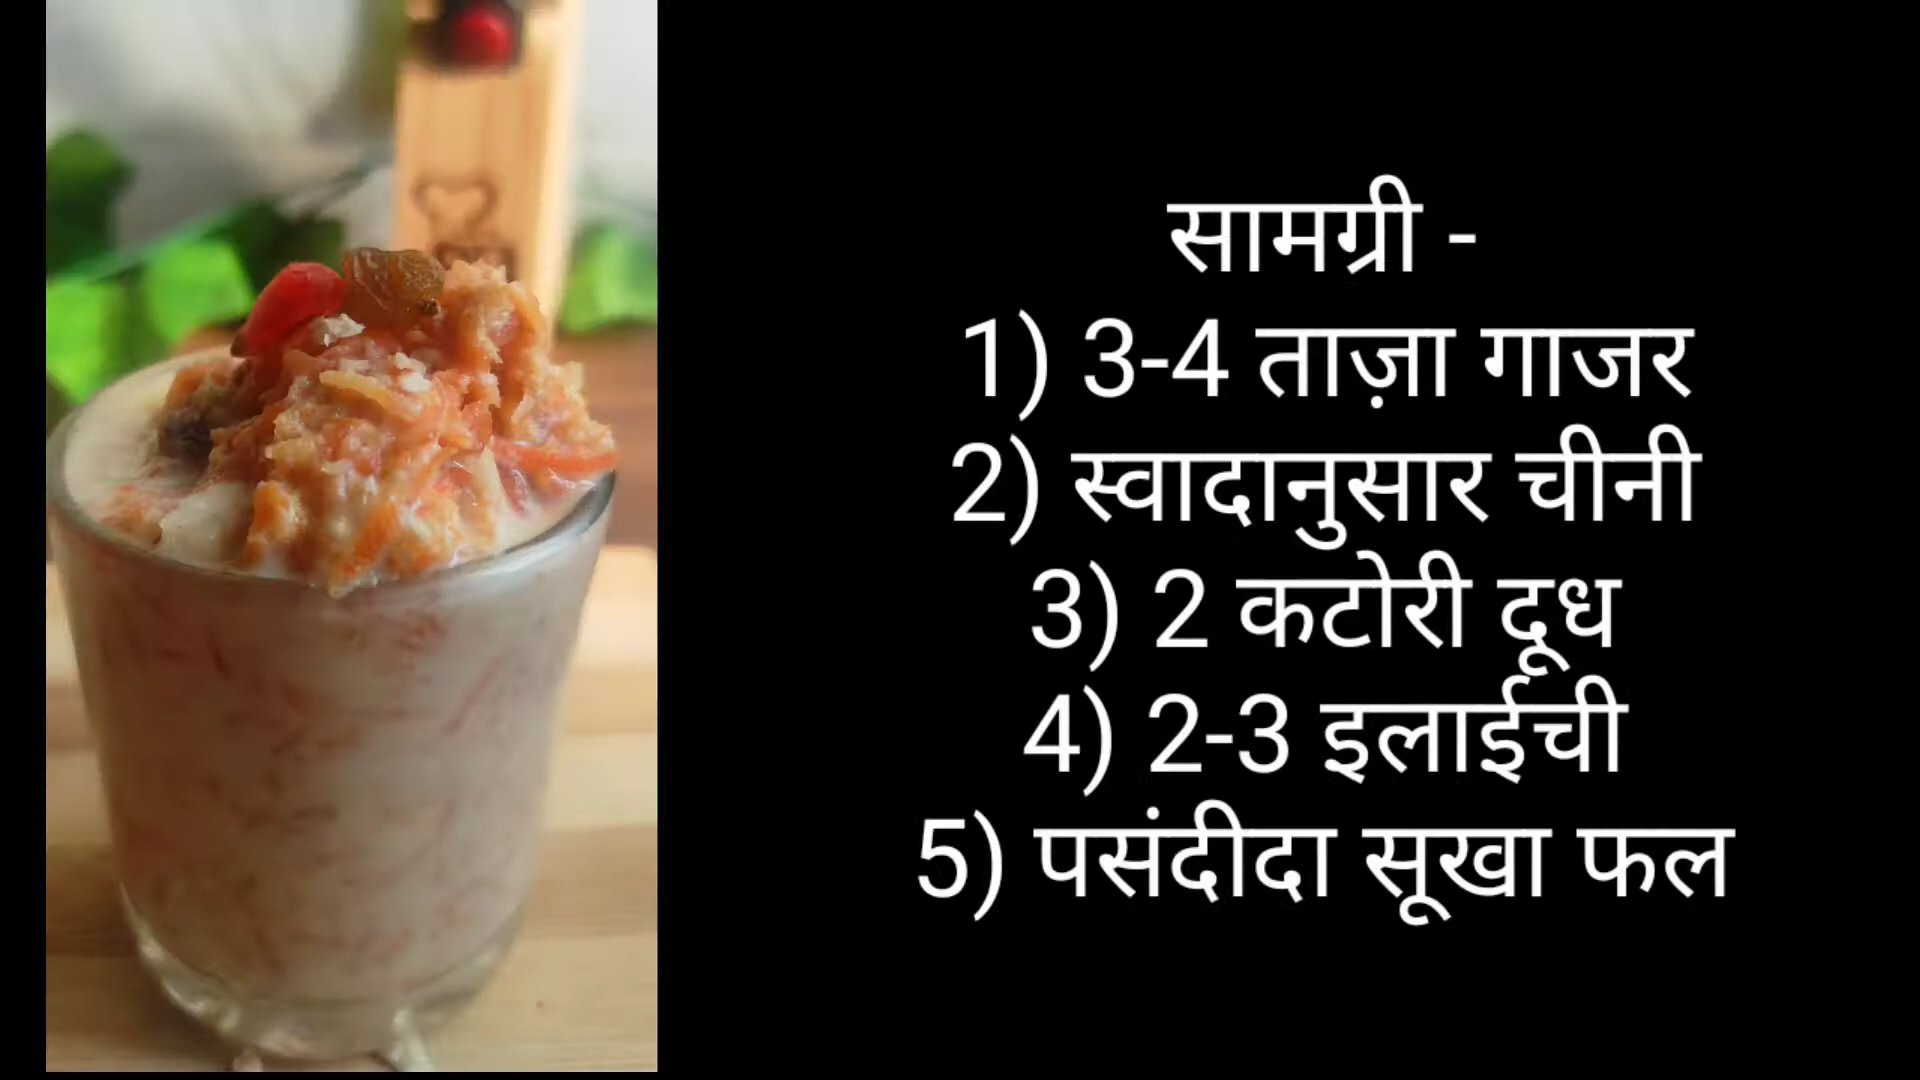 सामग्री -
1) 3-4 ताज़ा गाजर
2) स्वादानुसार चीनी
3) 2 कटोरी दूध
4) 2-3 इलाईची
5) पसंदीदा सूखा फल